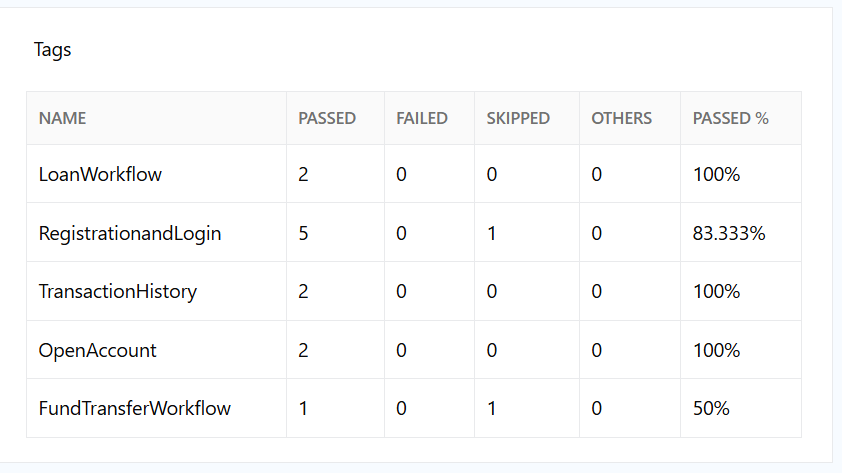 Tags
NAME PASSED FAILED SKIPPED OTHERS PASSED %
LoanWorkflow 2 0 0 0 100%
RegistrationandLogin 5 0 1 0 83.333%
TransactionHistory 2 0 0 0 100%
OpenAccount 2 0 0 0 100%
FundTransferWorkflow 1 0 1 0 50%